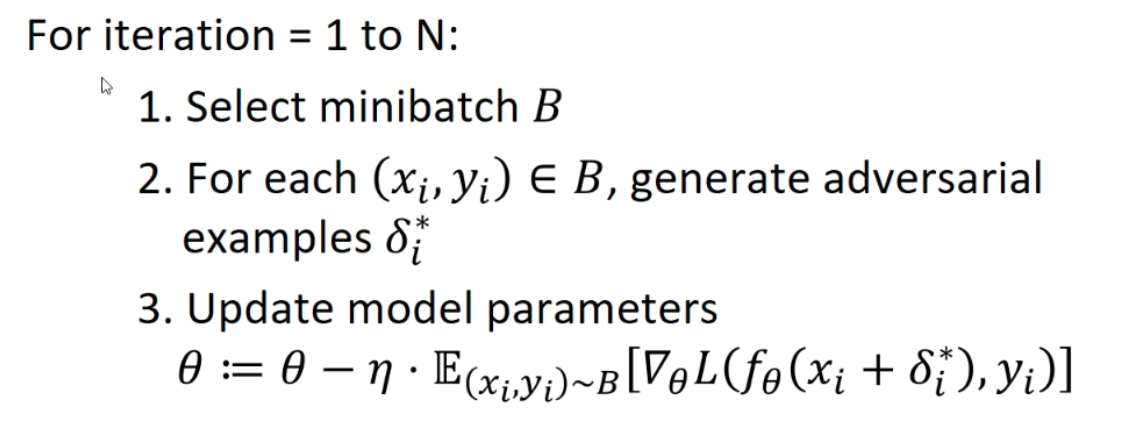 For iteration = 1 to N:
1. Select minibatch B
2. For each (xᵢ, yᵢ) ∈ B, generate adversarial
examples δᵢ*
3. Update model parameters
θ := θ − η · 𝔼₍ₓᵢ,yᵢ₎~B[∇θL(fθ(xᵢ + δᵢ*), yᵢ)]